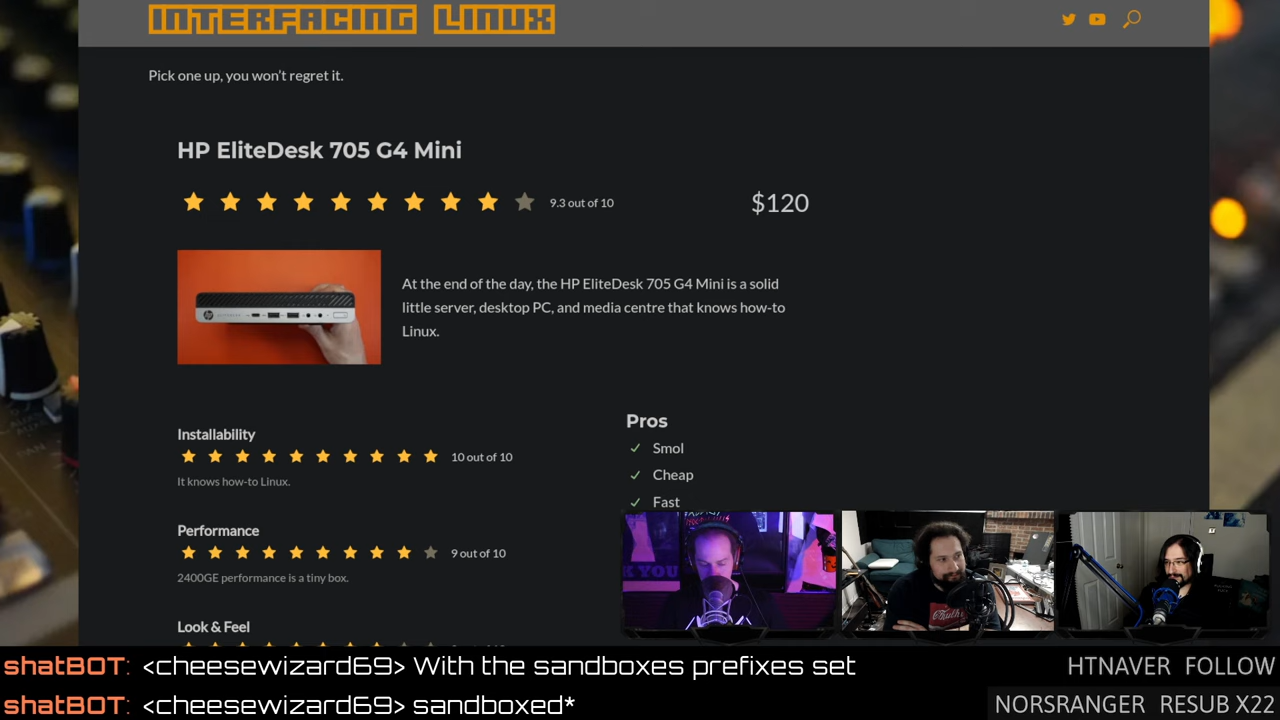 INTERFACING LINUX
Pick one up, you won't regret it.
HP EliteDesk 705 G4 Mini
9.3 out of 10
$120
At the end of the day, the HP EliteDesk 705 G4 Mini is a solid
little server, desktop PC, and media centre that knows how-to
Linux.
Installability
10 out of 10
It knows how-to Linux.
Performance
9 out of 10
2400GE performance is a tiny box.
Look & Feel
Pros
Smol
Cheap
Fast
shatBOT: <cheesewizard69> With the sandboxes prefixes set
HTNAVER FOLLOW
shatBOT: <cheesewizard69> sandboxed*
NORSRANGER RESUB X22